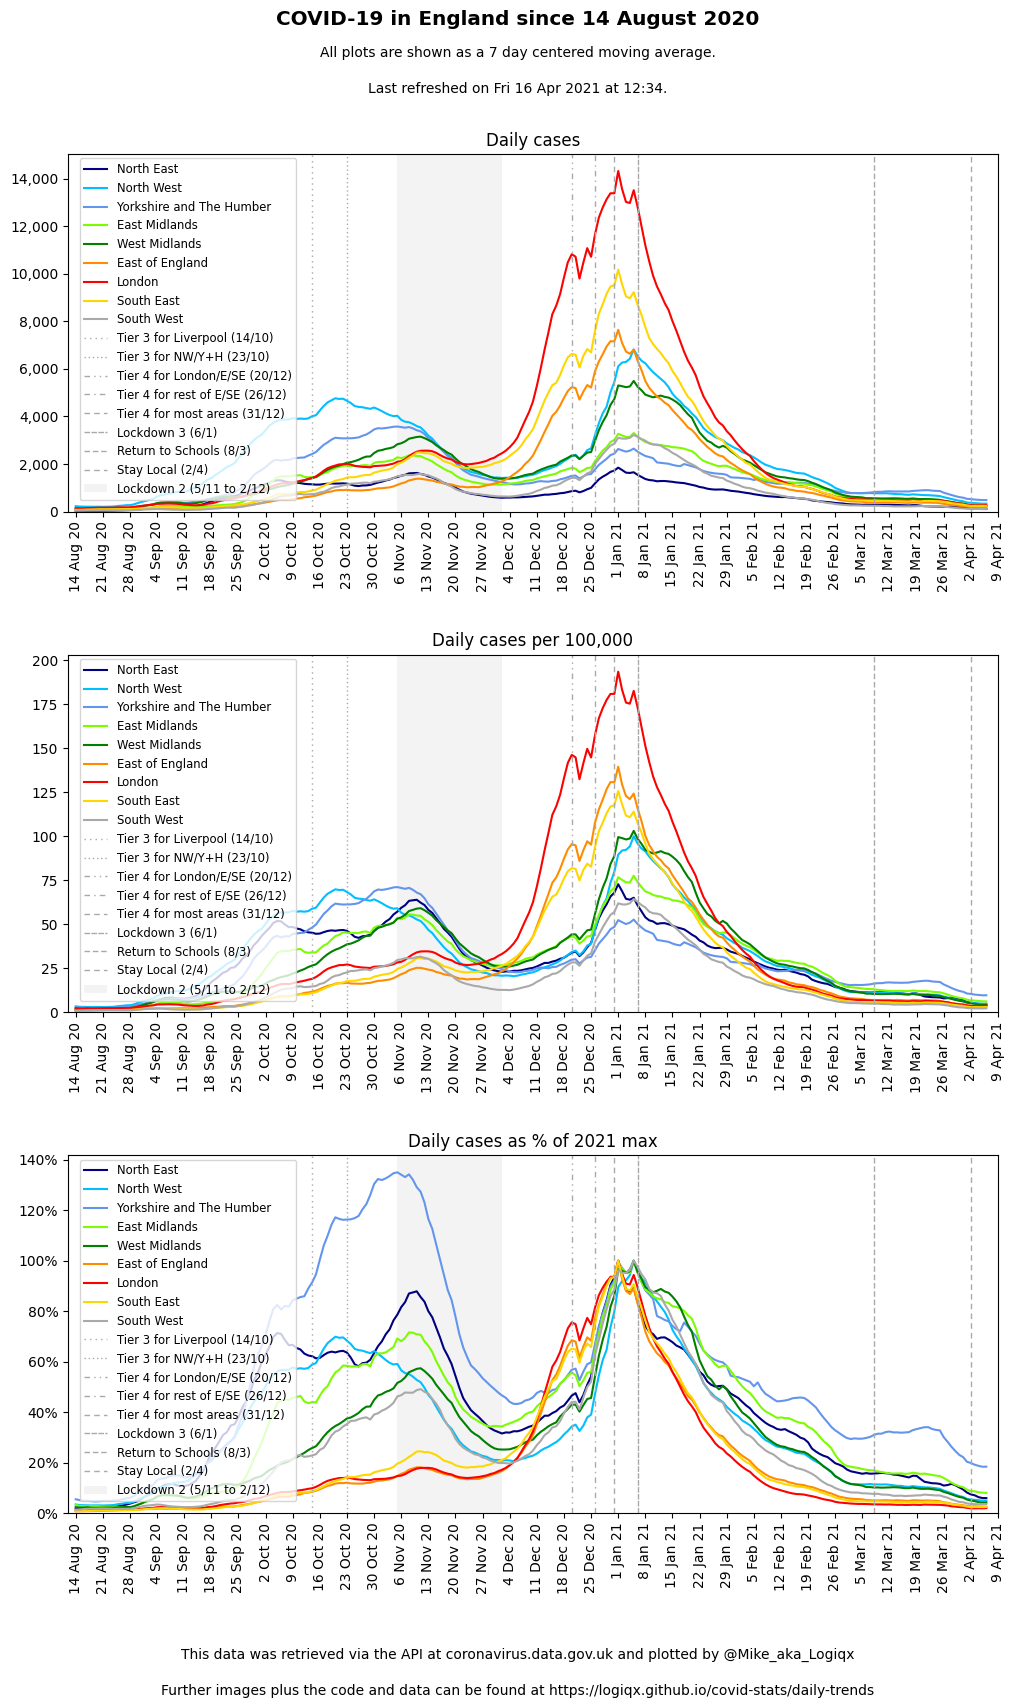 COVID-19 in England since 14 August 2020
All plots are shown as a 7 day centered moving average.
Last refreshed on Fri 16 Apr 2021 at 12:34.
Daily cases
14,000
12,000
10,000
8,000
6,000
4,000
2,000
0
North East
North West
Yorkshire and The Humber
East Midlands
West Midlands
East of England
London
South East
South West
Tier 3 for Liverpool (14/10)
Tier 3 for NW/Y+H (23/10)
Tier 4 for London/E/SE (20/12)
Tier 4 for rest of E/SE (26/12)
Tier 4 for most areas (31/12)
Lockdown 3 (6/1)
Return to Schools (8/3)
Stay Local (2/4)
Lockdown 2 (5/11 to 2/12)
14 Aug 20
21 Aug 20
28 Aug 20
4 Sep 20
11 Sep 20
18 Sep 20
25 Sep 20
2 Oct 20
9 Oct 20
16 Oct 20
23 Oct 20
30 Oct 20
6 Nov 20
13 Nov 20
20 Nov 20
27 Nov 20
4 Dec 20
11 Dec 20
18 Dec 20
25 Dec 20
1 Jan 21
8 Jan 21
15 Jan 21
22 Jan 21
29 Jan 21
5 Feb 21
12 Feb 21
19 Feb 21
26 Feb 21
5 Mar 21
12 Mar 21
19 Mar 21
26 Mar 21
2 Apr 21
9 Apr 21
Daily cases per 100,000
200
175
150
125
100
75
50
25
0
North East
North West
Yorkshire and The Humber
East Midlands
West Midlands
East of England
London
South East
South West
Tier 3 for Liverpool (14/10)
Tier 3 for NW/Y+H (23/10)
Tier 4 for London/E/SE (20/12)
Tier 4 for rest of E/SE (26/12)
Tier 4 for most areas (31/12)
Lockdown 3 (6/1)
Return to Schools (8/3)
Stay Local (2/4)
Lockdown 2 (5/11 to 2/12)
14 Aug 20
21 Aug 20
28 Aug 20
4 Sep 20
11 Sep 20
18 Sep 20
25 Sep 20
2 Oct 20
9 Oct 20
16 Oct 20
23 Oct 20
30 Oct 20
6 Nov 20
13 Nov 20
20 Nov 20
27 Nov 20
4 Dec 20
11 Dec 20
18 Dec 20
25 Dec 20
1 Jan 21
8 Jan 21
15 Jan 21
22 Jan 21
29 Jan 21
5 Feb 21
12 Feb 21
19 Feb 21
26 Feb 21
5 Mar 21
12 Mar 21
19 Mar 21
26 Mar 21
2 Apr 21
9 Apr 21
Daily cases as % of 2021 max
140%
120%
100%
80%
60%
40%
20%
0%
North East
North West
Yorkshire and The Humber
East Midlands
West Midlands
East of England
London
South East
South West
Tier 3 for Liverpool (14/10)
Tier 3 for NW/Y+H (23/10)
Tier 4 for London/E/SE (20/12)
Tier 4 for rest of E/SE (26/12)
Tier 4 for most areas (31/12)
Lockdown 3 (6/1)
Return to Schools (8/3)
Stay Local (2/4)
Lockdown 2 (5/11 to 2/12)
14 Aug 20
21 Aug 20
28 Aug 20
4 Sep 20
11 Sep 20
18 Sep 20
25 Sep 20
2 Oct 20
9 Oct 20
16 Oct 20
23 Oct 20
30 Oct 20
6 Nov 20
13 Nov 20
20 Nov 20
27 Nov 20
4 Dec 20
11 Dec 20
18 Dec 20
25 Dec 20
1 Jan 21
8 Jan 21
15 Jan 21
22 Jan 21
29 Jan 21
5 Feb 21
12 Feb 21
19 Feb 21
26 Feb 21
5 Mar 21
12 Mar 21
19 Mar 21
26 Mar 21
2 Apr 21
9 Apr 21
This data was retrieved via the API at coronavirus.data.gov.uk and plotted by @Mike_aka_Logiqx
Further images plus the code and data can be found at https://logiqx.github.io/covid-stats/daily-trends